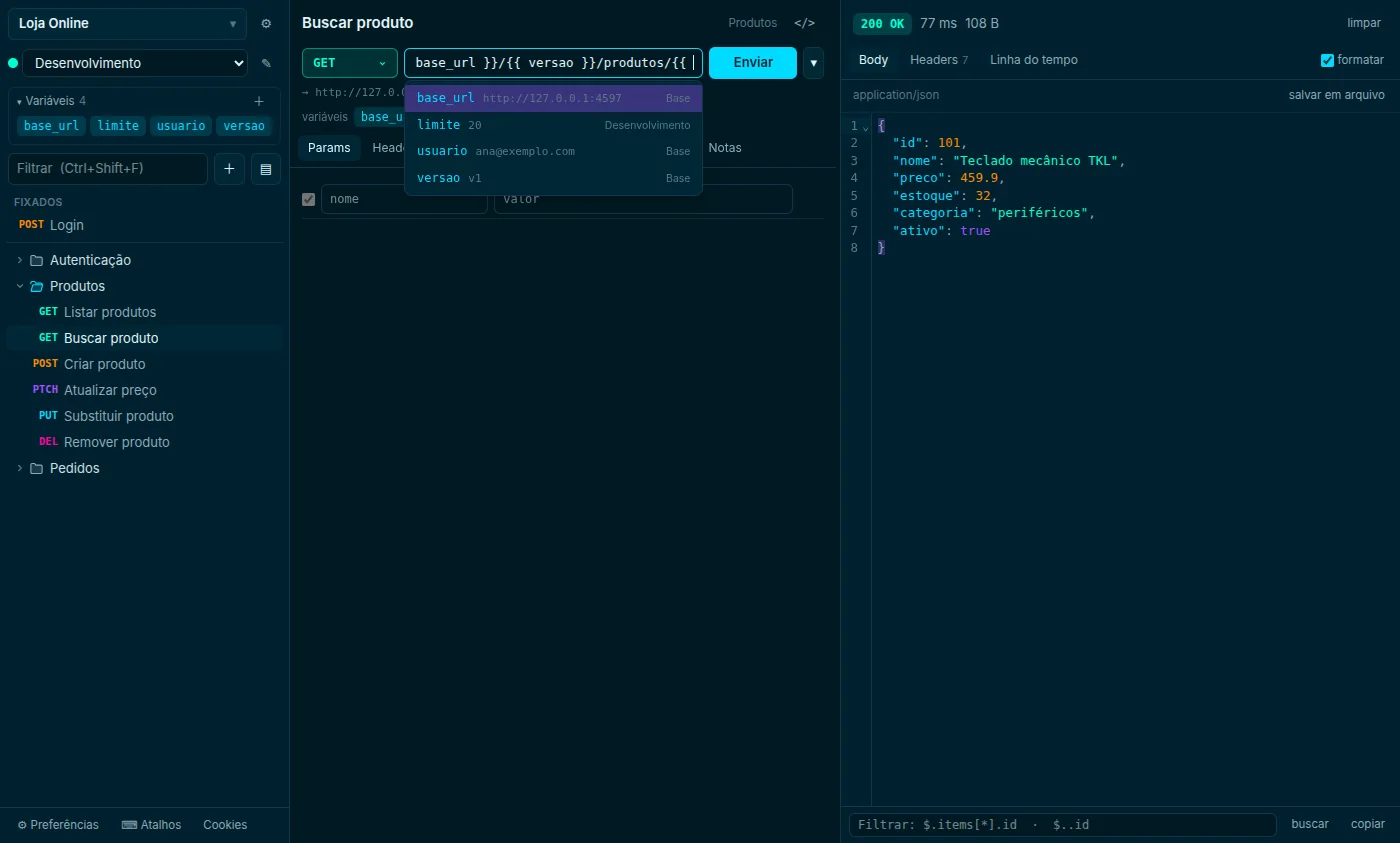 Loja Online ▾ ⚙
Desenvolvimento ✎
▾ Variáveis 4 +
base_url limite usuario versao
Filtrar (Ctrl+Shift+F) + ▤
FIXADOS
POST Login
Autenticação
Produtos
GET Listar produtos
GET Buscar produto
POST Criar produto
PTCH Atualizar preço
PUT Substituir produto
DEL Remover produto
Pedidos
⚙ Preferências ⌨ Atalhos Cookies
Buscar produto Produtos </>
GET base_url }}/{{ versao }}/produtos/{{ Enviar ▾
→ http://127.0.0
variáveis base_u
base_url http://127.0.0.1:4597 Base
limite 20 Desenvolvimento
usuario ana@exemplo.com Base
versao v1 Base
Params Heade Notas
nome valor
200 OK 77 ms 108 B limpar
Body Headers 7 Linha do tempo formatar
application/json salvar em arquivo
1 {
2 "id": 101,
3 "nome": "Teclado mecânico TKL",
4 "preco": 459.9,
5 "estoque": 32,
6 "categoria": "periféricos",
7 "ativo": true
8 }
Filtrar: $.items[*].id · $..id buscar copiar